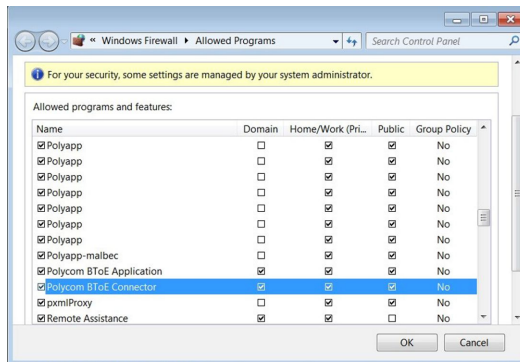 « Windows Firewall ▸ Allowed Programs
Search Control Panel
For your security, some settings are managed by your system administrator.
Allowed programs and features:
Name Domain Home/Work (Pri... Public Group Policy
Polyapp No
Polyapp No
Polyapp No
Polyapp No
Polyapp No
Polyapp No
Polyapp No
Polyapp-malbec No
Polycom BToE Application No
Polycom BToE Connector No
pxmlProxy No
Remote Assistance No
OK Cancel